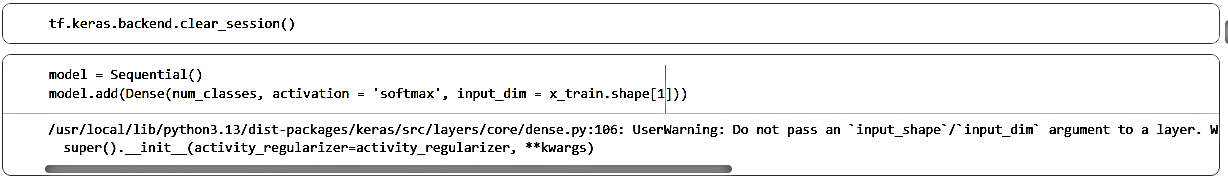 tf.keras.backend.clear_session()
model = Sequential()
model.add(Dense(num_classes, activation = 'softmax', input_dim = x_train.shape[1]))
/usr/local/lib/python3.13/dist-packages/keras/src/layers/core/dense.py:106: UserWarning: Do not pass an `input_shape`/`input_dim` argument to a layer. W
super().__init__(activity_regularizer=activity_regularizer, **kwargs)